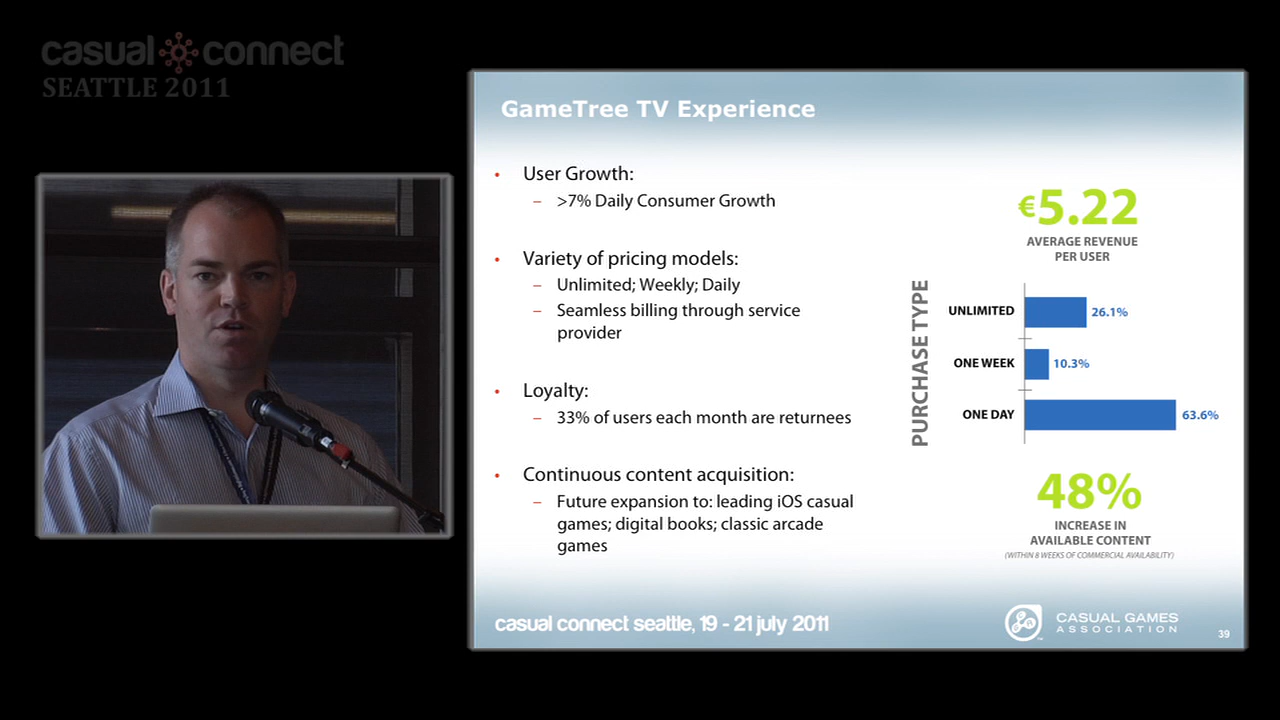 casual connect
SEATTLE 2011
GameTree TV Experience
• User Growth:
– >7% Daily Consumer Growth
• Variety of pricing models:
– Unlimited; Weekly; Daily
– Seamless billing through service
provider
• Loyalty:
– 33% of users each month are returnees
• Continuous content acquisition:
– Future expansion to: leading iOS casual
games; digital books; classic arcade
games
€5.22
AVERAGE REVENUE
PER USER
PURCHASE TYPE
UNLIMITED 26.1%
ONE WEEK 10.3%
ONE DAY 63.6%
48%
INCREASE IN
AVAILABLE CONTENT
(WITHIN 8 WEEKS OF COMMERCIAL AVAILABILITY)
casual connect seattle, 19 - 21 july 2011
CASUAL GAMES
ASSOCIATION
39